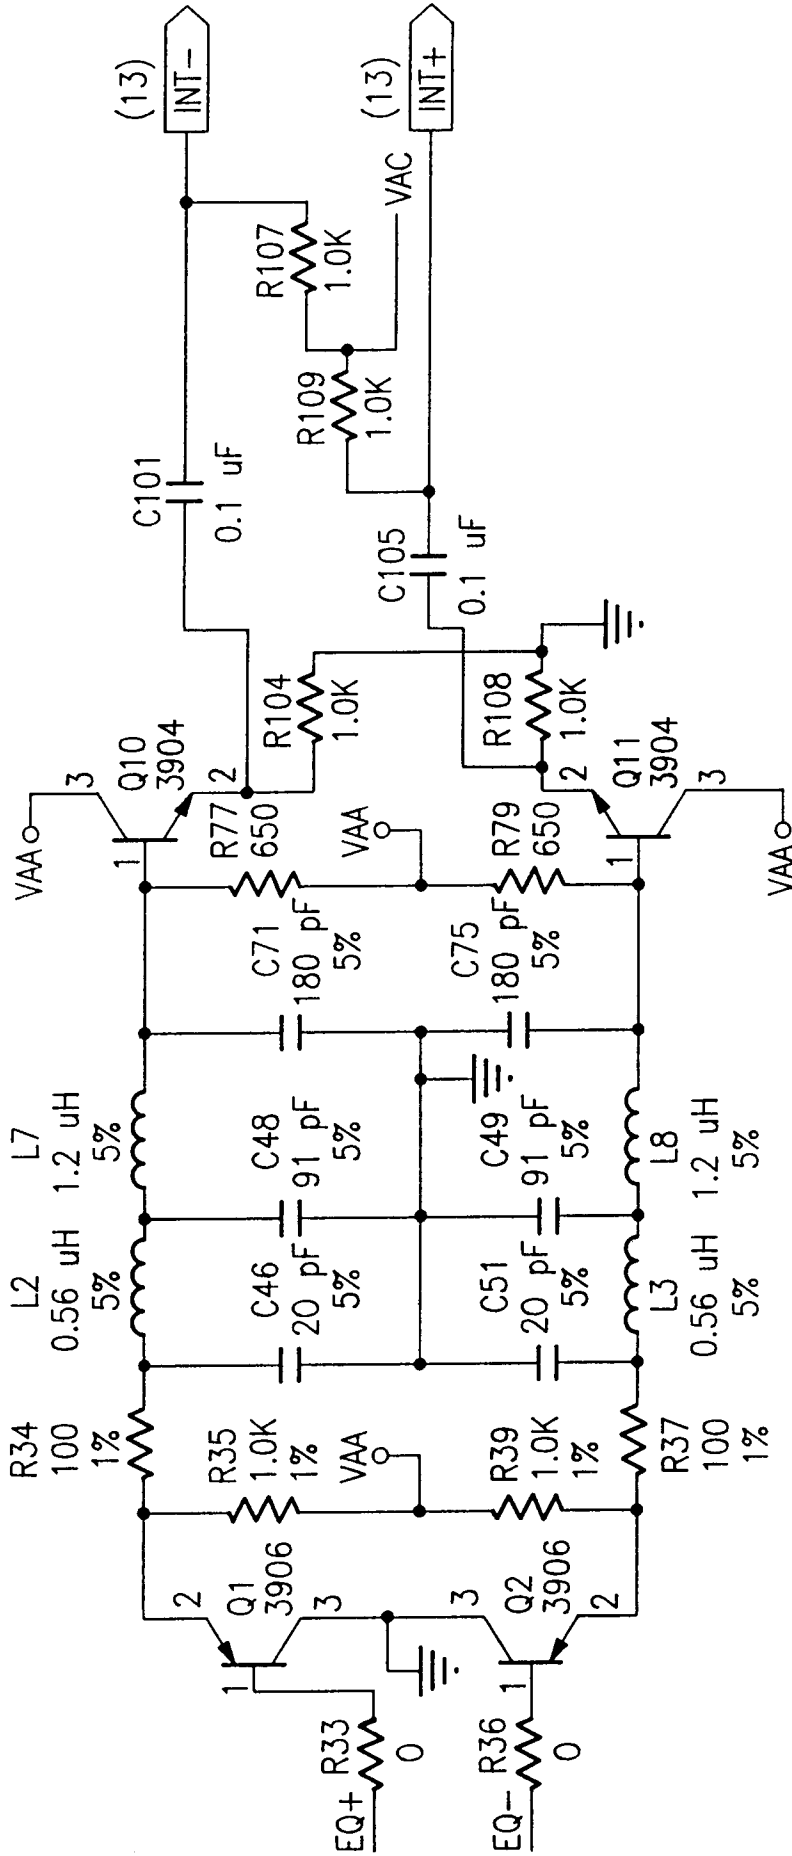 EQ+
R33
0
1
Q1
3906
2
3
EQ-
R36
0
1
Q2
3906
3
2
R34
100
1%
R35
1.0K
1%
VAA
R39
1.0K
1%
R37
100
1%
L2
0.56 uH
5%
C46
20 pF
5%
C51
20 pF
5%
L3
0.56 uH
5%
L7
1.2 uH
5%
C48
91 pF
5%
C49
91 pF
5%
L8
1.2 uH
5%
C71
180 pF
5%
C75
180 pF
5%
R77
650
VAA
R79
650
VAA
1
3
Q10
3904
2
R104
1.0K
R108
1.0K
1
2
Q11
3904
3
VAA
C101
0.1 uF
C105
0.1 uF
R109
1.0K
R107
1.0K
VAC
(13)
INT-
(13)
INT+